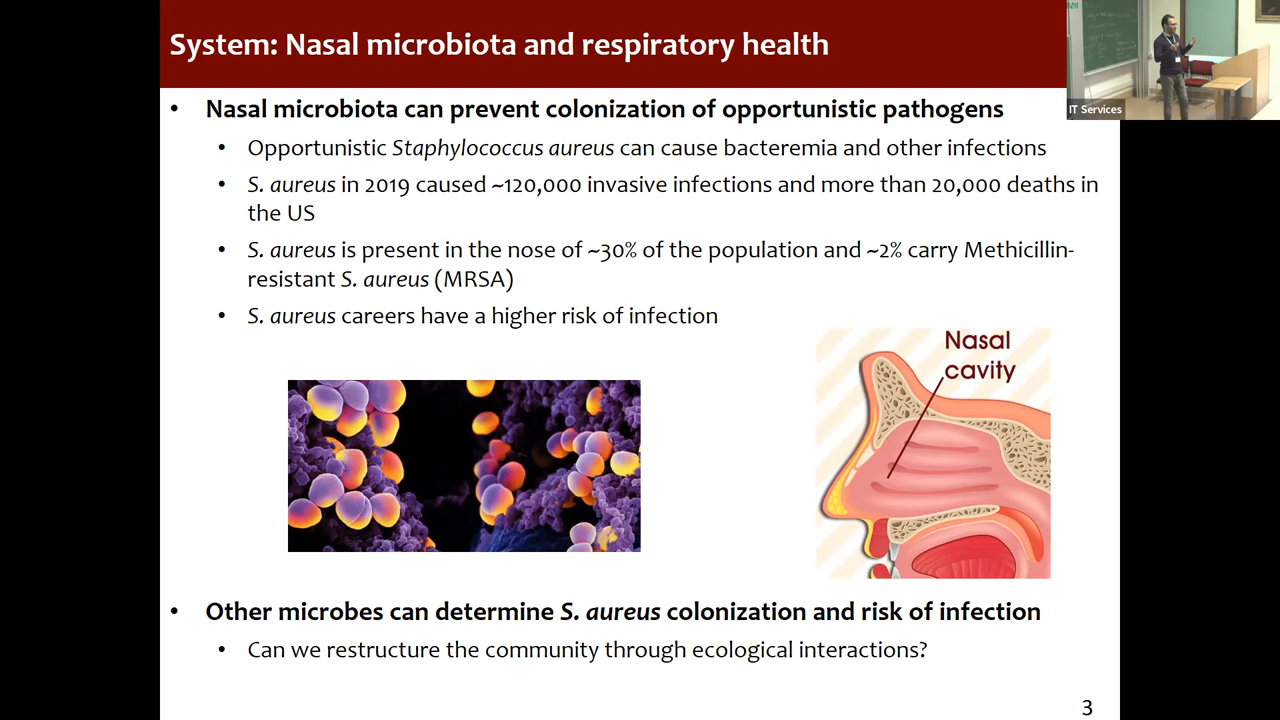 System: Nasal microbiota and respiratory health
IT Services
• Nasal microbiota can prevent colonization of opportunistic pathogens
• Opportunistic Staphylococcus aureus can cause bacteremia and other infections
• S. aureus in 2019 caused ~120,000 invasive infections and more than 20,000 deaths in
the US
• S. aureus is present in the nose of ~30% of the population and ~2% carry Methicillin-
resistant S. aureus (MRSA)
• S. aureus careers have a higher risk of infection
Nasal
cavity
• Other microbes can determine S. aureus colonization and risk of infection
• Can we restructure the community through ecological interactions?
3